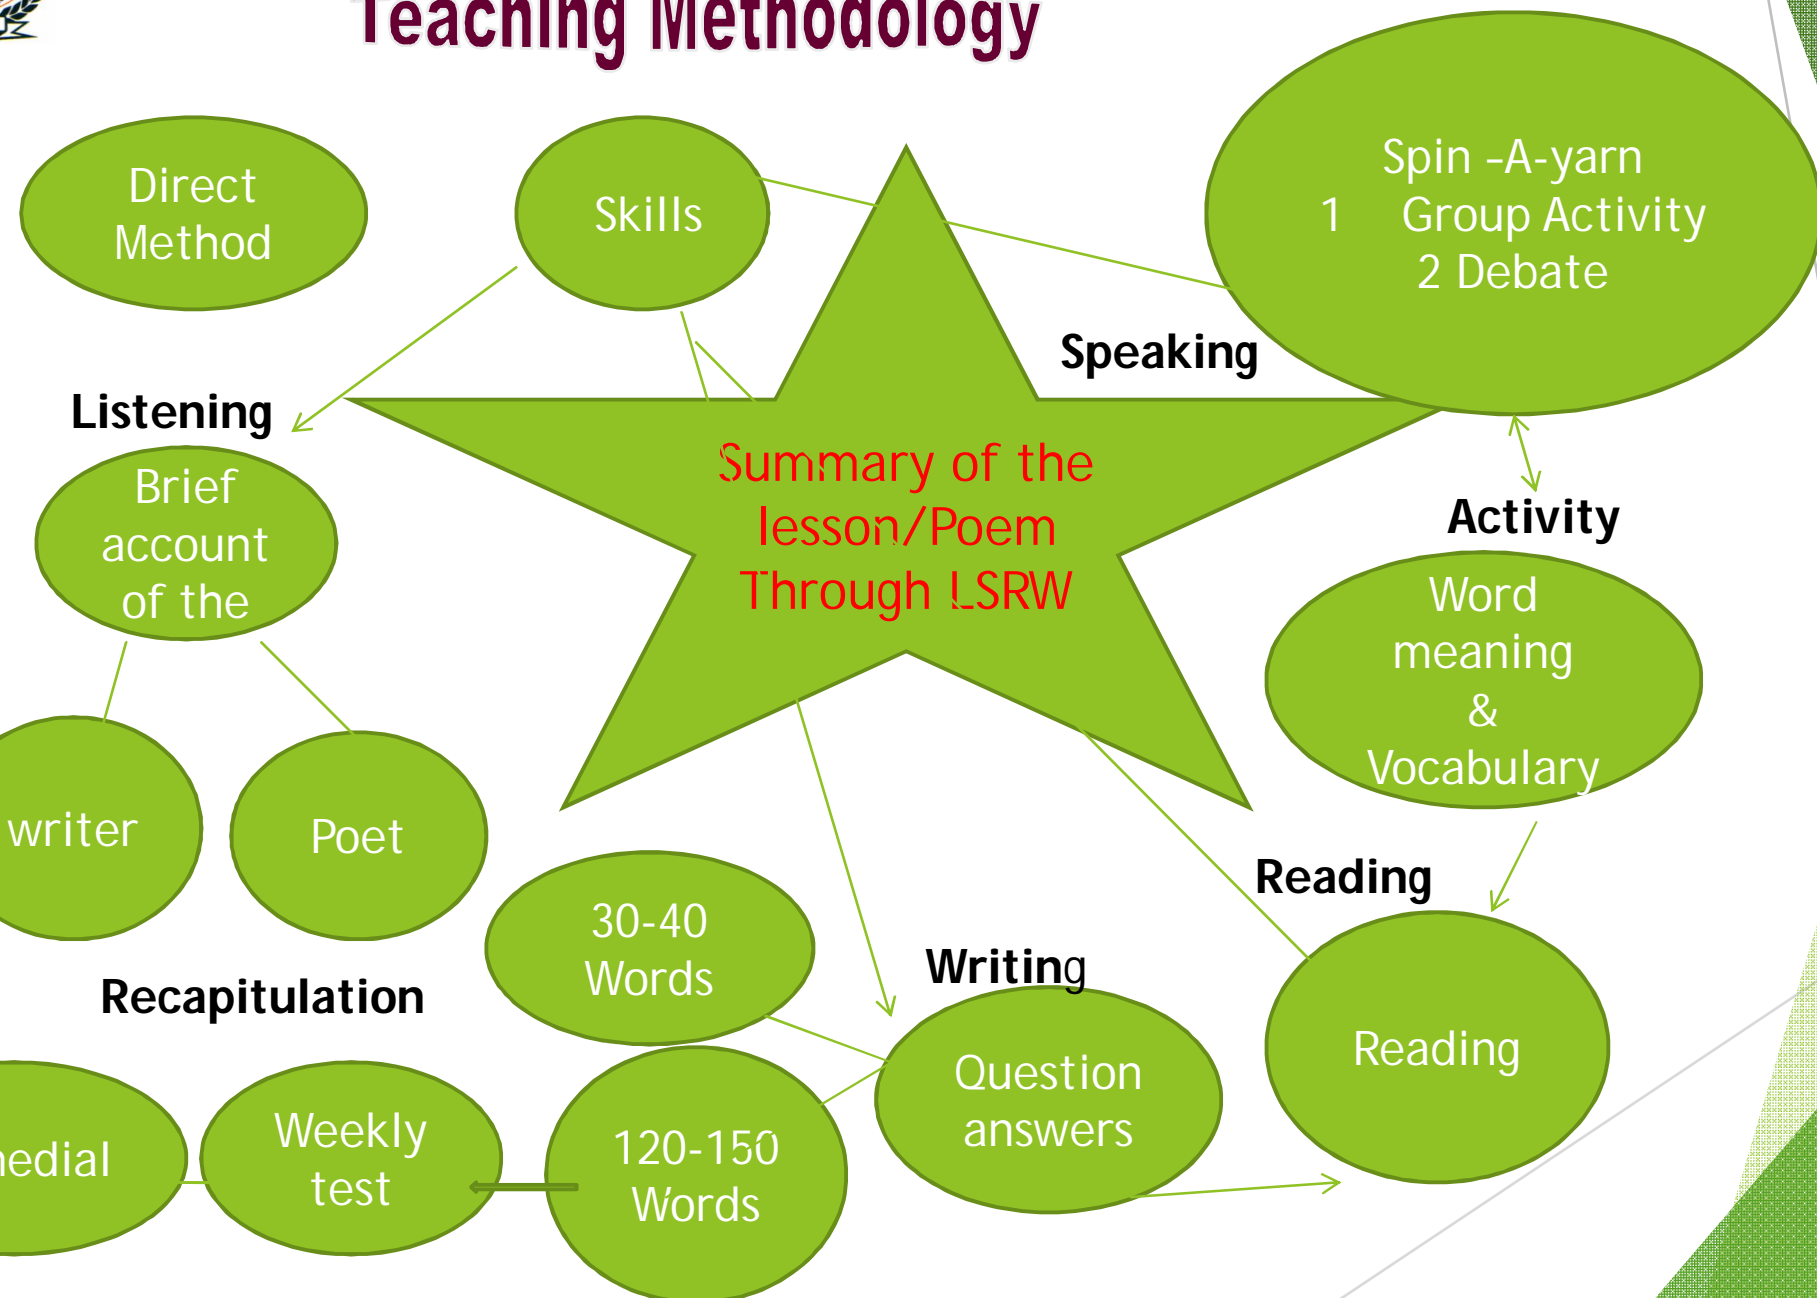 Teaching Methodology
Direct
Method
Skills
Spin –A-yarn
1 Group Activity
2 Debate
Speaking
Listening
Brief
account
of the
Summary of the
lesson/Poem
Through LSRW
Activity
Word
meaning
&
Vocabulary
writer
Poet
Reading
30-40
Words
Writing
Recapitulation
Reading
Question
answers
Weekly
test
120-150
Words